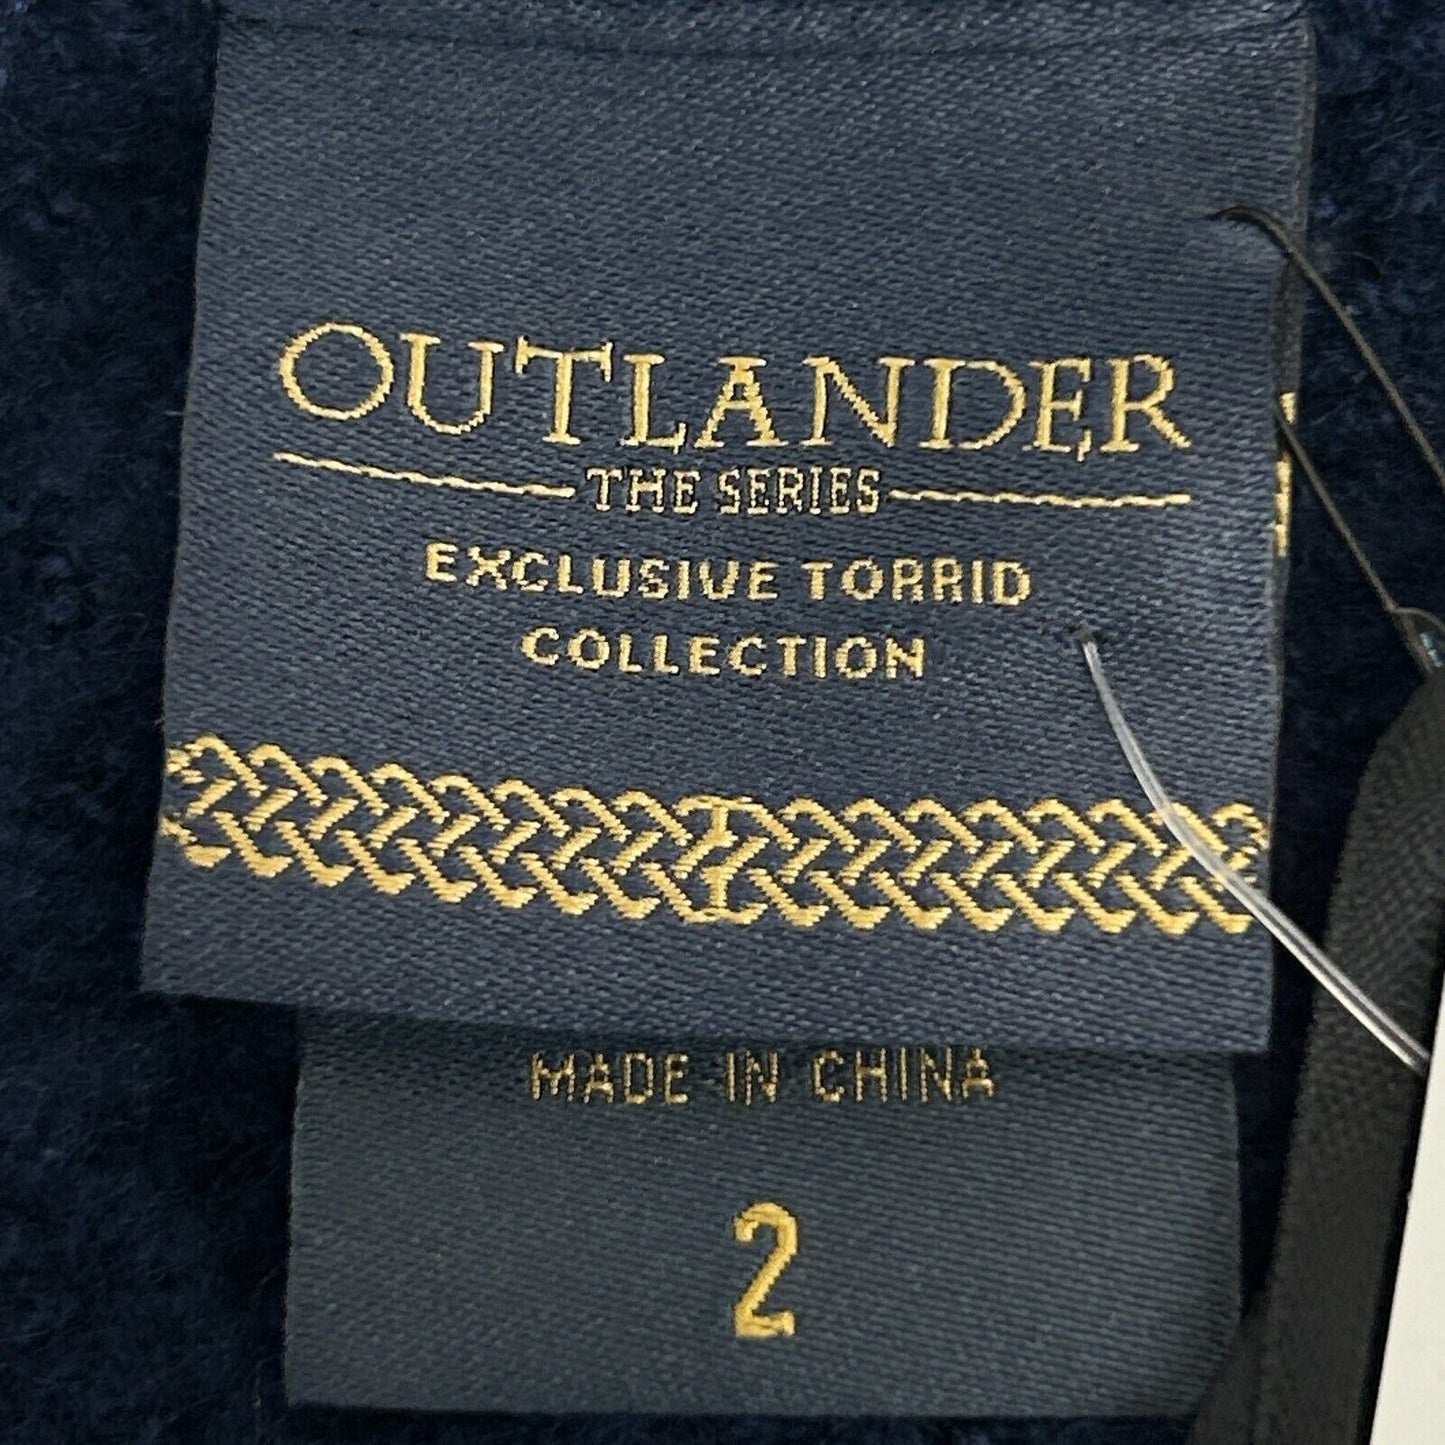 OUTLANDER
THE SERIES
EXCLUSIVE TORRID
COLLECTION
MADE IN CHINA
2